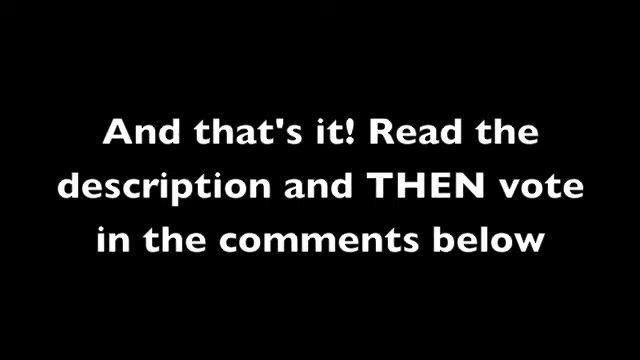 And that's it! Read the
description and THEN vote
in the comments below